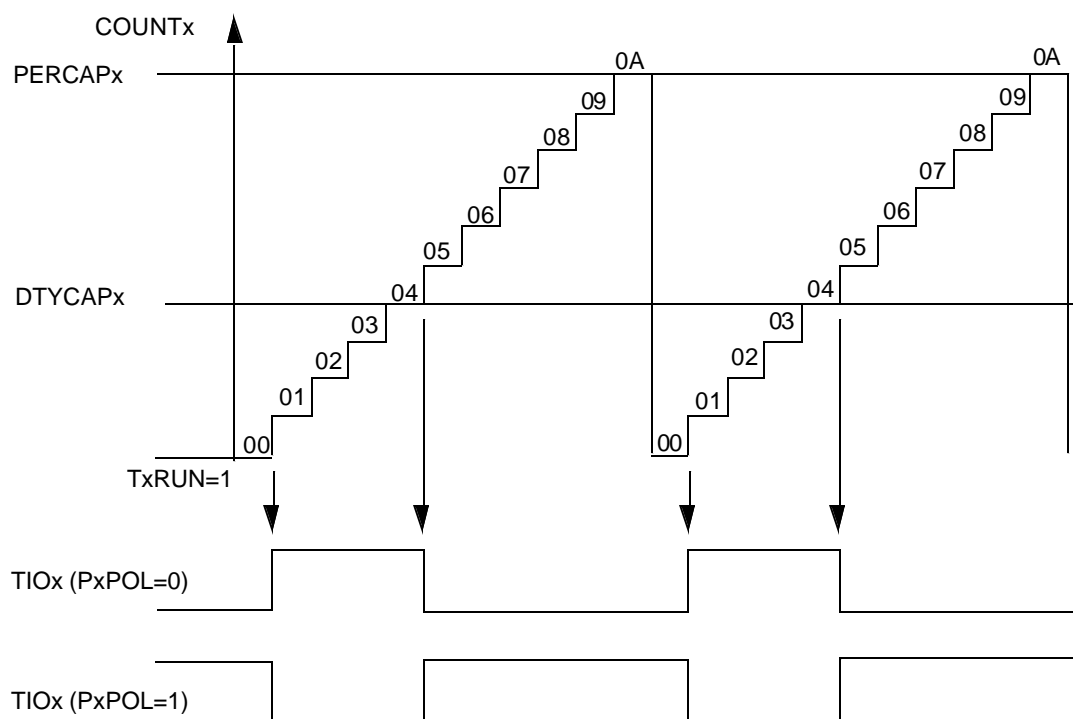 COUNTx
PERCAPx
0A
0A
09
09
08
08
07
07
06
06
05
05
DTYCAPx
04
04
03
03
02
02
01
01
00
00
TxRUN=1
TIOx (PxPOL=0)
TIOx (PxPOL=1)